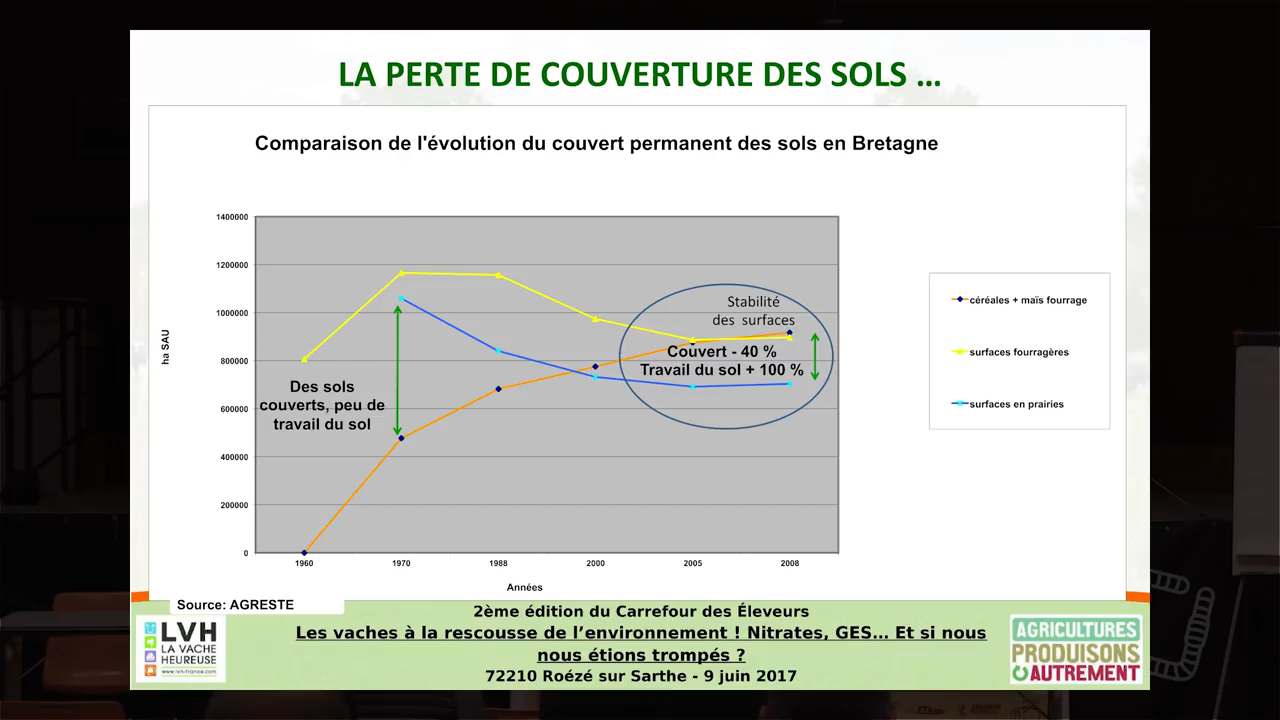 LA PERTE DE COUVERTURE DES SOLS ...
Comparaison de l'évolution du couvert permanent des sols en Bretagne
1400000
1200000
1000000
800000
600000
400000
200000
0
ha SAU
Stabilité
des surfaces
Couvert - 40 %
Travail du sol + 100 %
Des sols
couverts, peu de
travail du sol
1960
1970
1988
2000
2005
2008
Années
céréales + maïs fourrage
surfaces fourragères
surfaces en prairies
Source: AGRESTE
LVH
LA VACHE
HEUREUSE
www.lvh-france.com
2ème édition du Carrefour des Éleveurs
Les vaches à la rescousse de l’environnement ! Nitrates, GES... Et si nous
nous étions trompés ?
72210 Roézé sur Sarthe - 9 juin 2017
AGRICULTURES
PRODUISONS
AUTREMENT